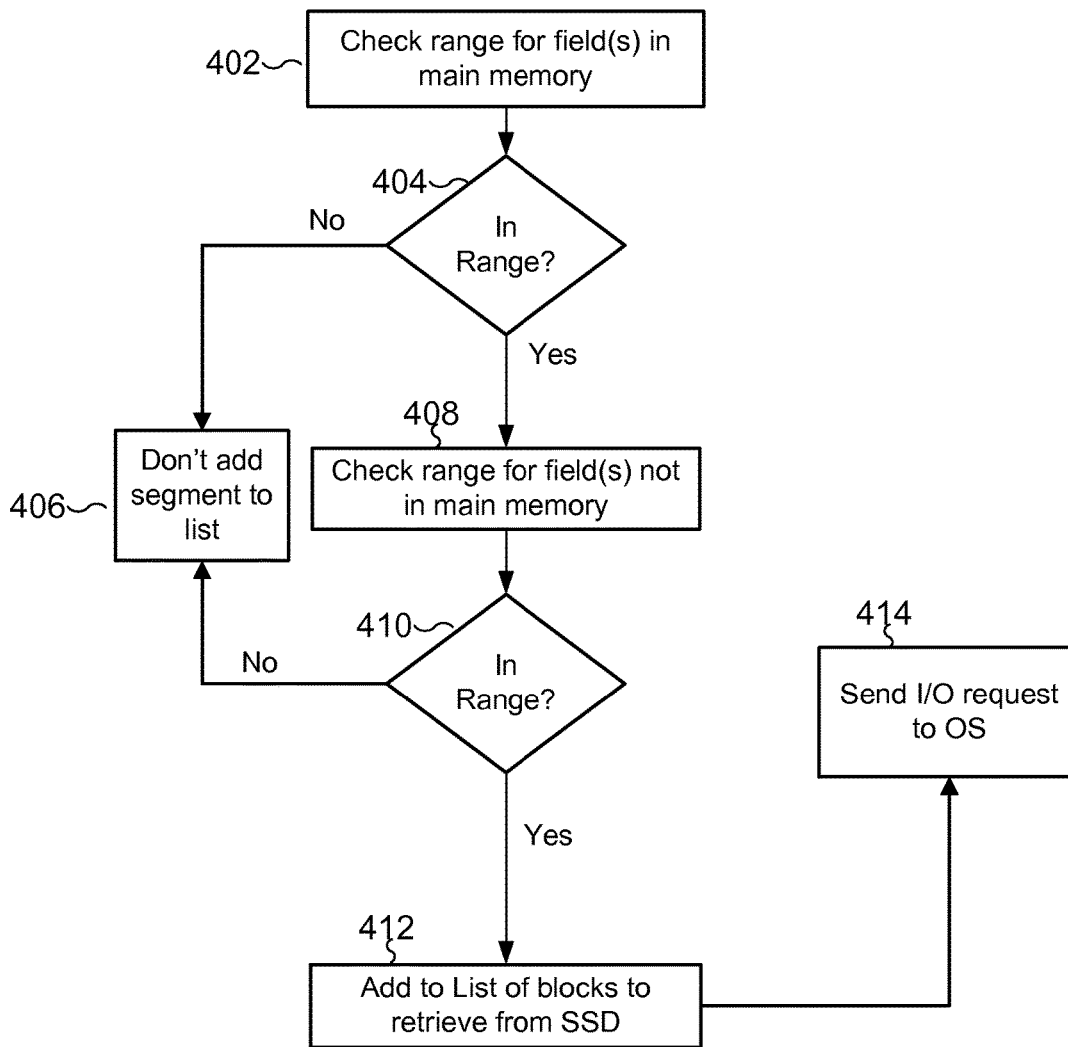 Check range for field(s) in
main memory
402
404
In
Range?
No
Yes
408
Check range for field(s) not
in main memory
Don't add
segment to
list
406
410
In
Range?
No
Yes
414
Send I/O request
to OS
412
Add to List of blocks to
retrieve from SSD